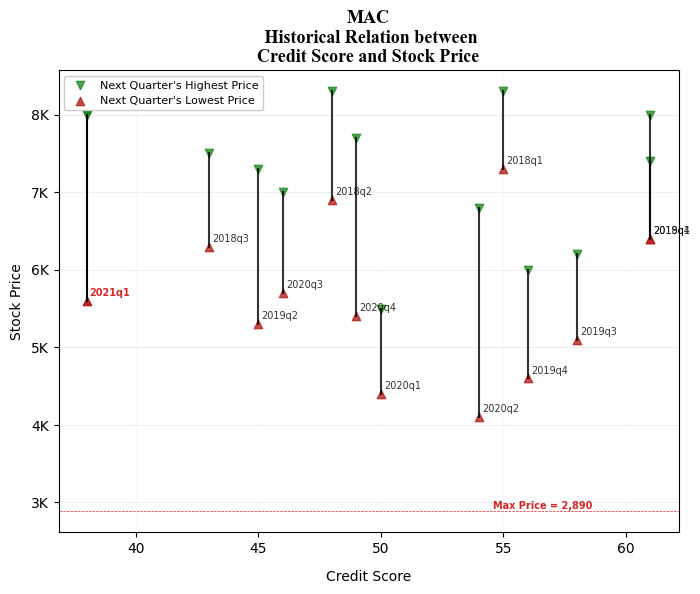 MAC
Historical Relation between
Credit Score and Stock Price
Next Quarter's Highest Price
Next Quarter's Lowest Price
8K
7K
6K
5K
4K
3K
Stock Price
2018q1
2018q2
2018q3
2021q1
2020q3
2019q2
2020q4
2019q3
2019q4
2020q1
2020q2
Max Price = 2,890
40
45
50
55
60
Credit Score